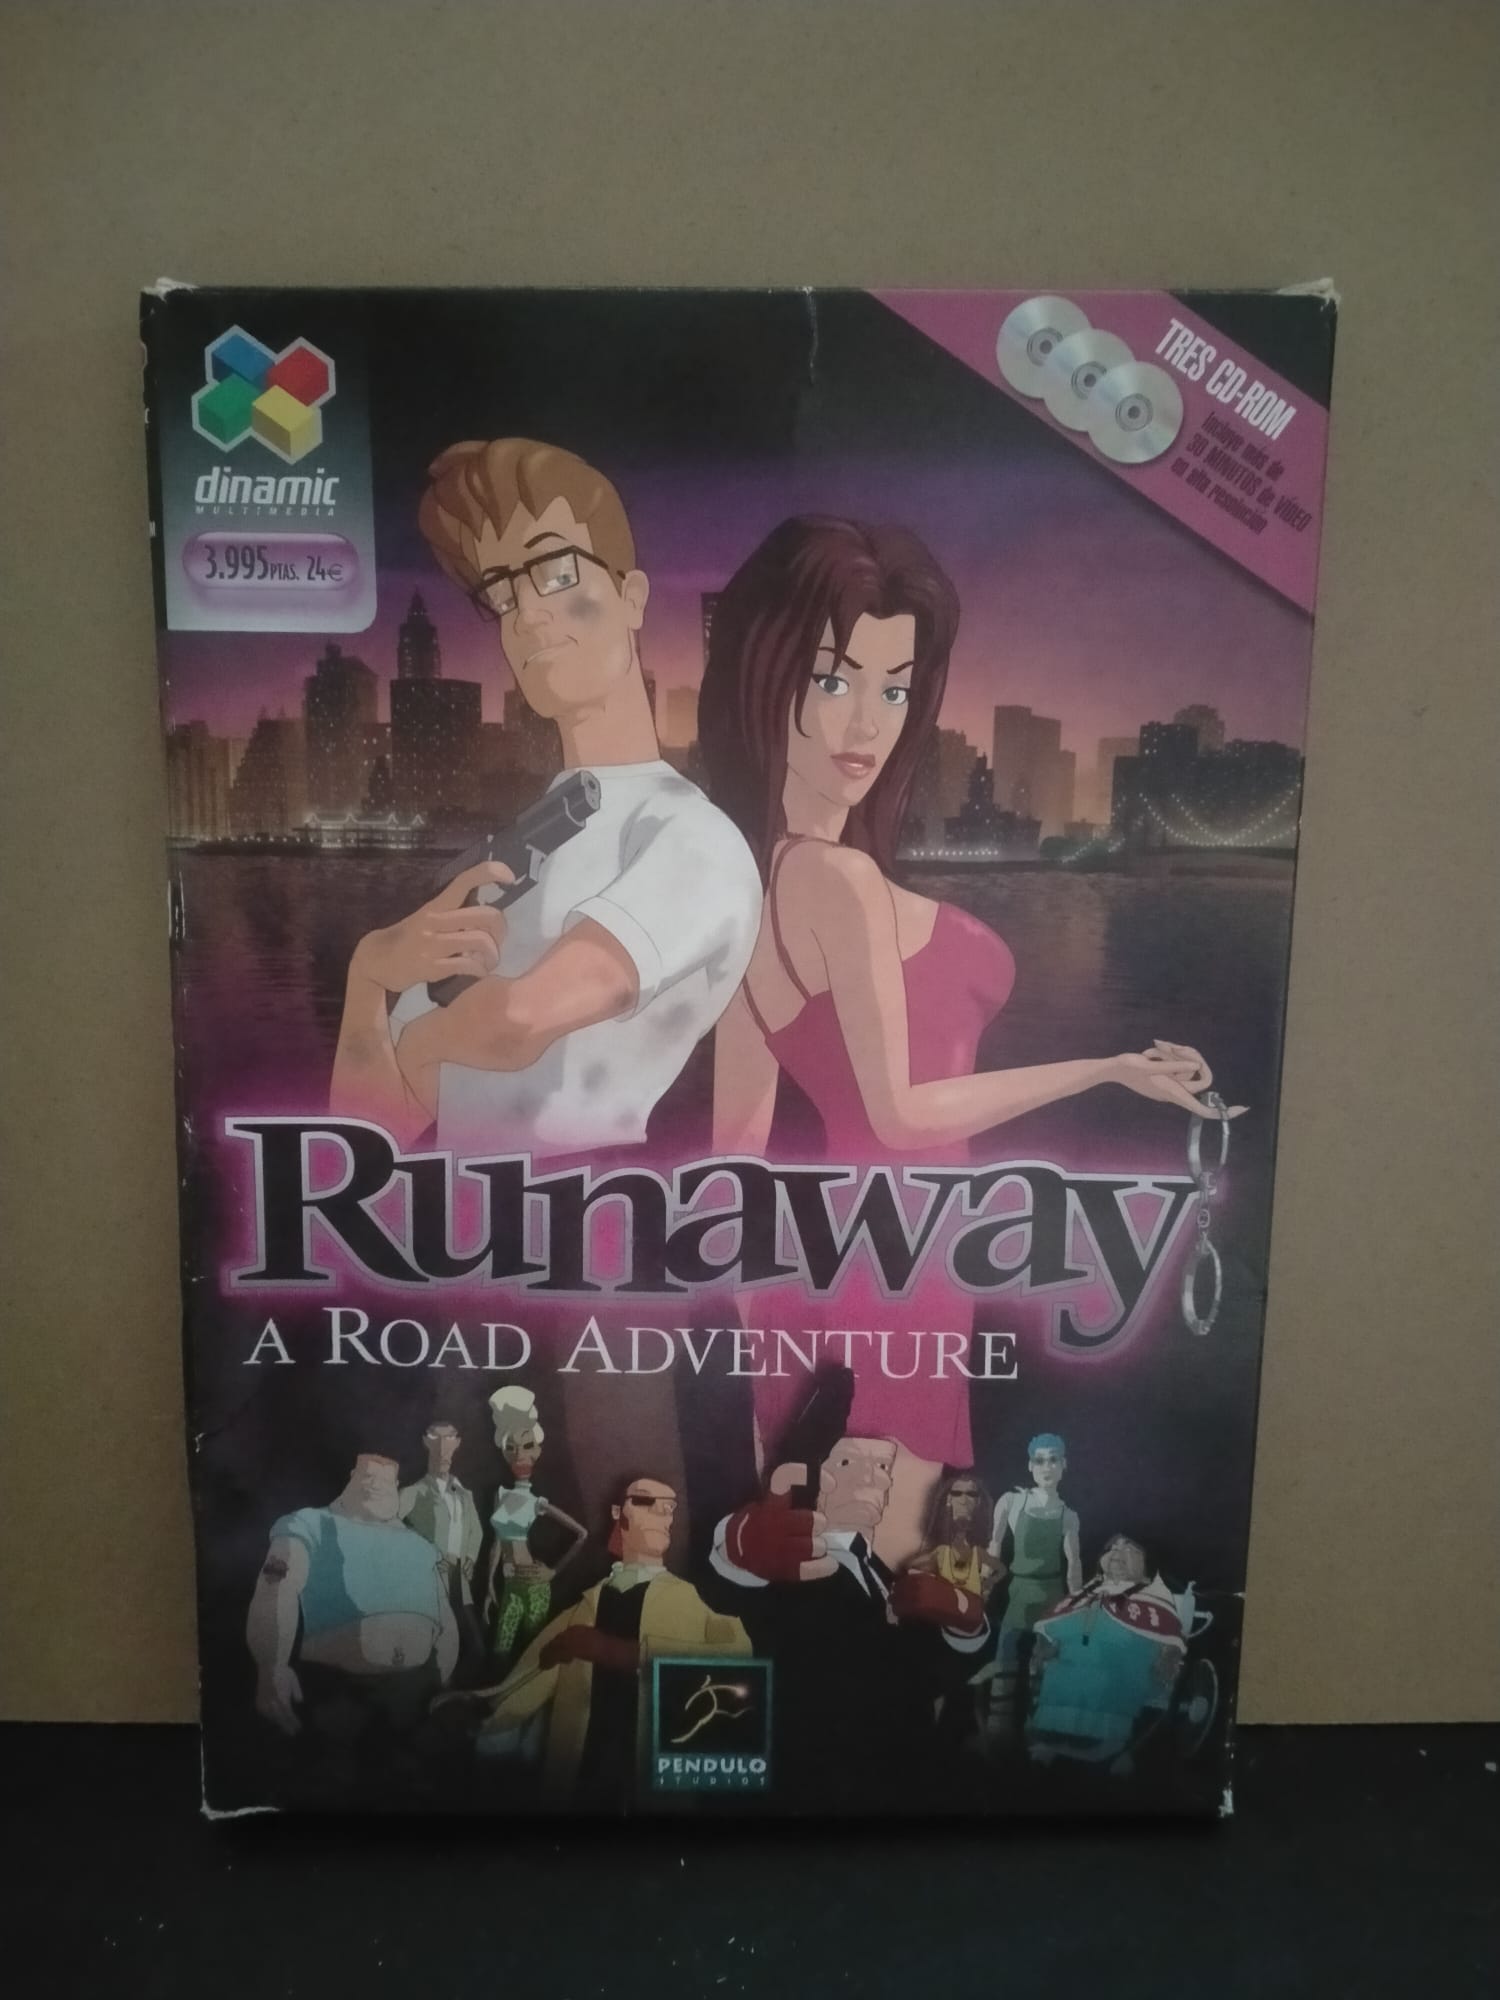 dinamic
MULTIMEDIA
3.995 PTAS. 24€
TRES CD-ROM
Incluye más de
30 MINUTOS de VÍDEO
en alta resolución
Runaway
A ROAD ADVENTURE
PENDULO
STUDIOS